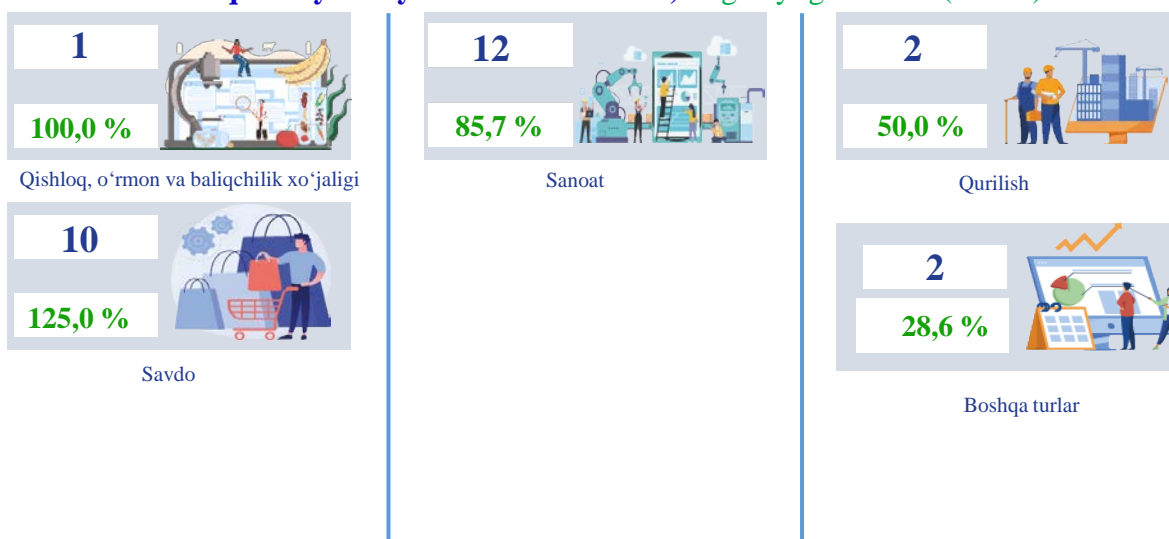 1
100,0 %
Qishloq, o‘rmon va baliqchilik xo‘jaligi
10
125,0 %
Savdo
12
85,7 %
Sanoat
2
50,0 %
Qurilish
2
28,6 %
Boshqa turlar